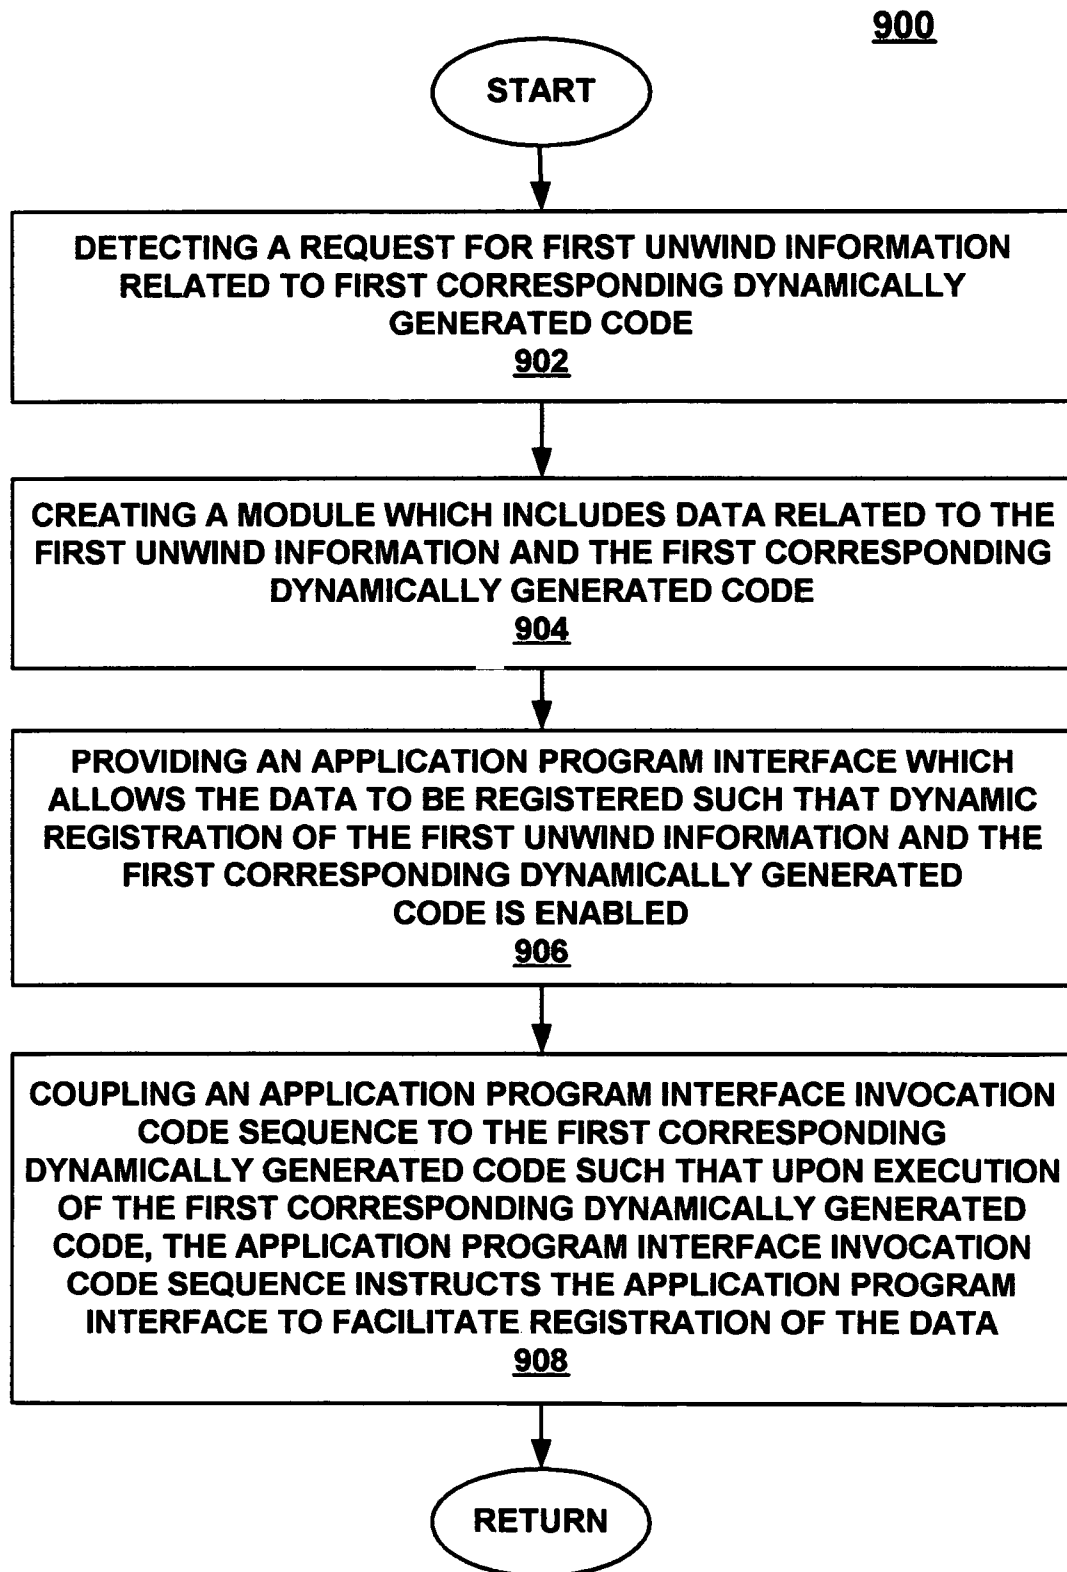 900
START
DETECTING A REQUEST FOR FIRST UNWIND INFORMATION
RELATED TO FIRST CORRESPONDING DYNAMICALLY
GENERATED CODE
902
CREATING A MODULE WHICH INCLUDES DATA RELATED TO THE
FIRST UNWIND INFORMATION AND THE FIRST CORRESPONDING
DYNAMICALLY GENERATED CODE
904
PROVIDING AN APPLICATION PROGRAM INTERFACE WHICH
ALLOWS THE DATA TO BE REGISTERED SUCH THAT DYNAMIC
REGISTRATION OF THE FIRST UNWIND INFORMATION AND THE
FIRST CORRESPONDING DYNAMICALLY GENERATED
CODE IS ENABLED
906
COUPLING AN APPLICATION PROGRAM INTERFACE INVOCATION
CODE SEQUENCE TO THE FIRST CORRESPONDING
DYNAMICALLY GENERATED CODE SUCH THAT UPON EXECUTION
OF THE FIRST CORRESPONDING DYNAMICALLY GENERATED
CODE, THE APPLICATION PROGRAM INTERFACE INVOCATION
CODE SEQUENCE INSTRUCTS THE APPLICATION PROGRAM
INTERFACE TO FACILITATE REGISTRATION OF THE DATA
908
RETURN